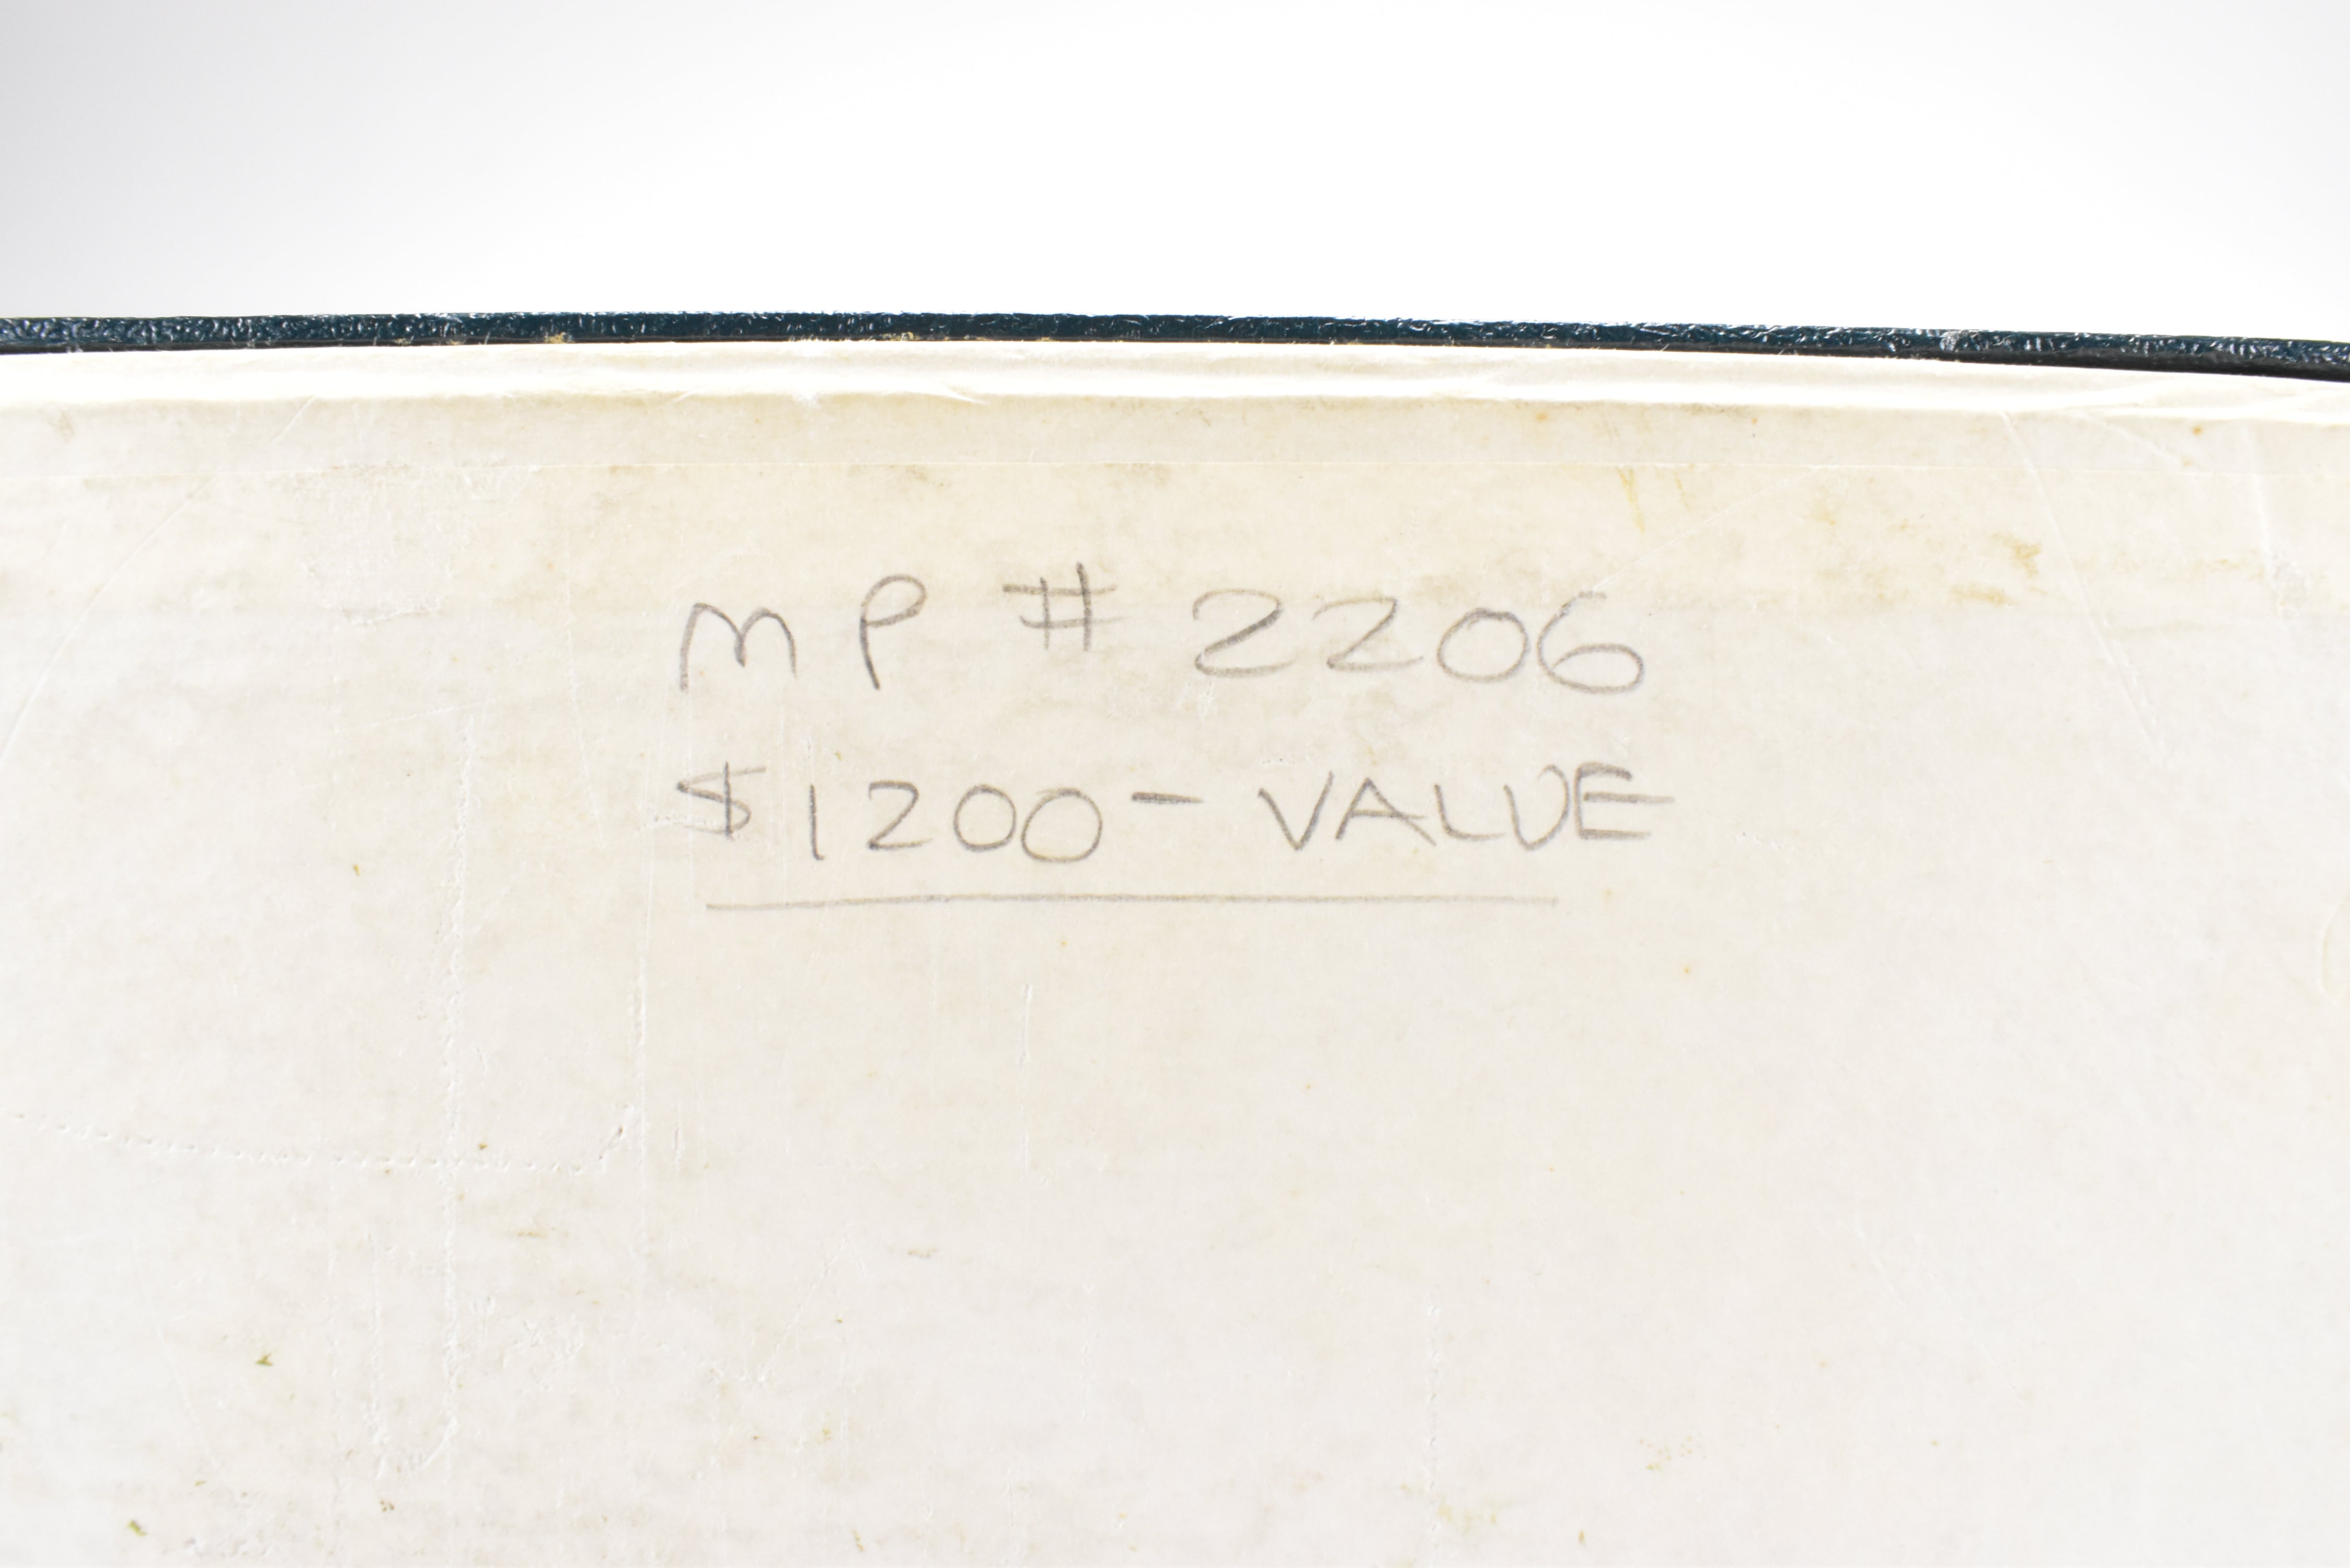 MP # 2206
$1200- VALUE